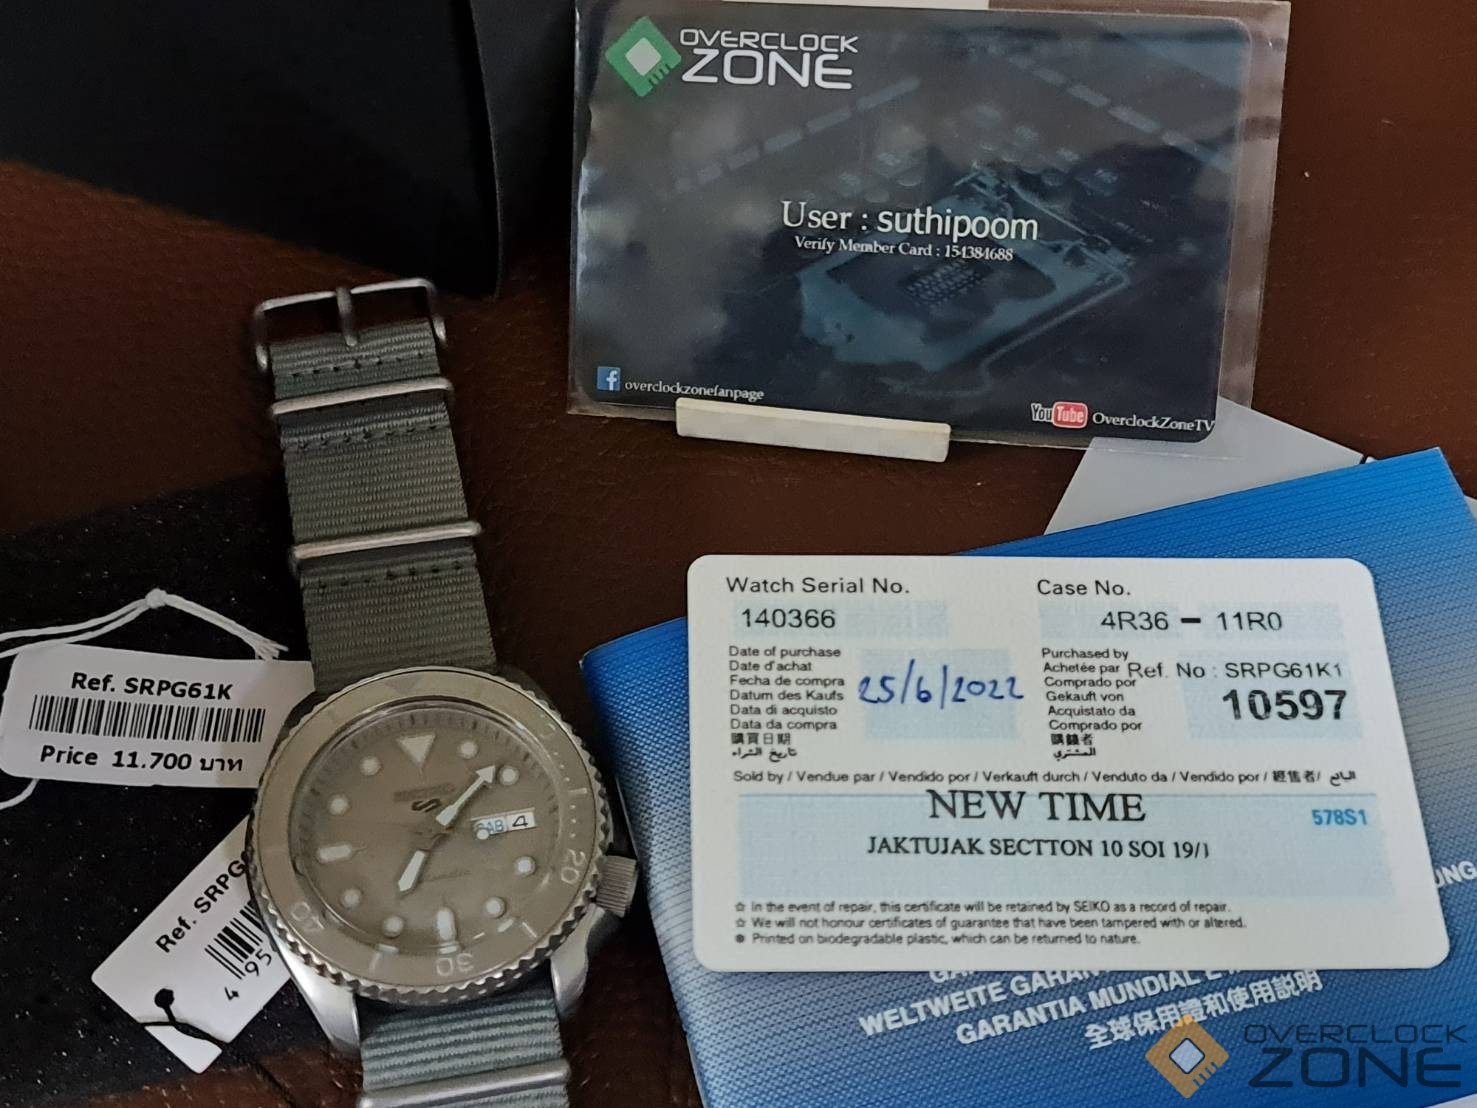 OVERCLOCK
ZONE
User : suthipoom
Verify Member Card : 154384688
overclockzonefanpage
YouTube OverclockZoneTV
Ref. SRPG61K
Price 11.700 บาท
Ref. SRPG
4 95
SAB 4
20
30
40
Watch Serial No.
140366
Case No.
4R36 - 11R0
Date of purchase
Date d'achat
Fecha de compra
Datum des Kaufs
Data di acquisto
Data da compra
購買日期
تاريخ الشراء
25/6/2022
Purchased by
Achetée par Ref. No : SRPG61K1
Comprado por
Gekauft von 10597
Acquistato da
Comprado por
購錶者
المشتري
Sold by / Vendue par / Vendido por / Verkauft durch / Venduto da / Vendido por / 經售者/ البائع
NEW TIME
578S1
JAKTUJAK SECTTON 10 SOI 19/1
☆ In the event of repair, this certificate will be retained by SEIKO as a record of repair.
☆ We will not honour certificates of guarantee that have been tampered with or altered.
Printed on biodegradable plastic, which can be returned to nature.
WELTWEITE GARAN
GARANTIA MUNDIAL E
全球保用證和使用說明
OVERCLOCK
ZONE